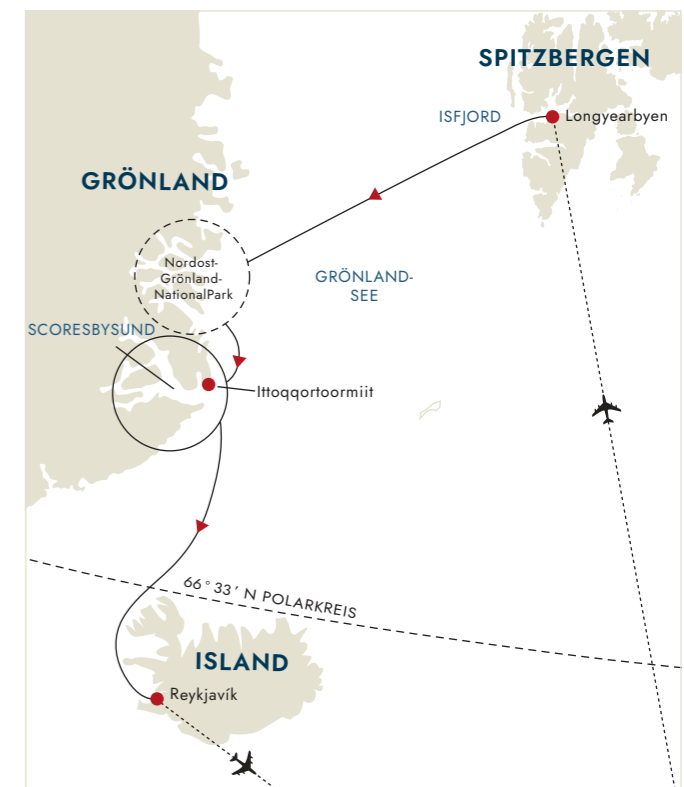 SPITZBERGEN
ISFJORD
Longyearbyen
GRÖNLAND
Nordost-
Grönland-
NationalPark
GRÖNLAND-
SEE
SCORESBYSUND
Ittoqqortoormiit
66°33’ N POLARKREIS
ISLAND
Reykjavík